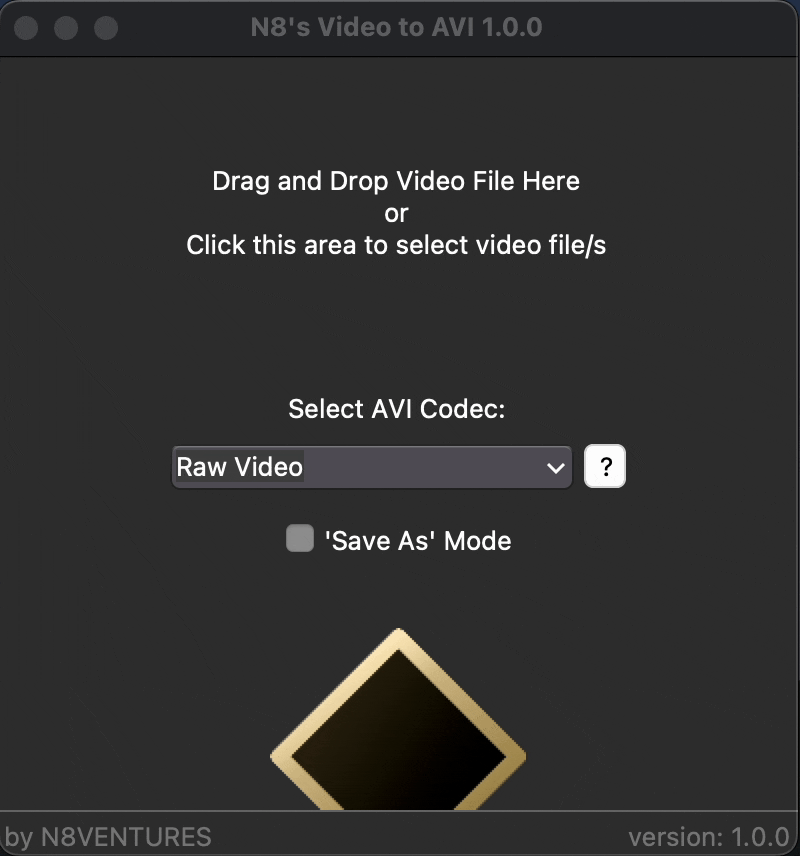 N8's Video to AVI 1.0.0
Drag and Drop Video File Here
or
Click this area to select video file/s
Select AVI Codec:
Raw Video
?
'Save As' Mode
by N8VENTURES
version: 1.0.0